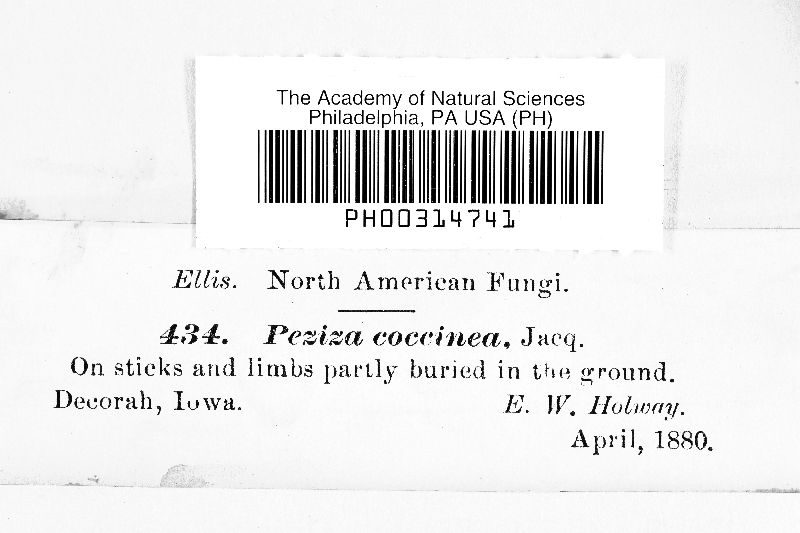 The Academy of Natural Sciences
Philadelphia, PA USA (PH)
PH00314741
Ellis. North American Fungi.
434. Peziza coccinea, Jacq.
On sticks and limbs partly buried in the ground.
Decorah, Iowa. E. W. Holway.
April, 1880.